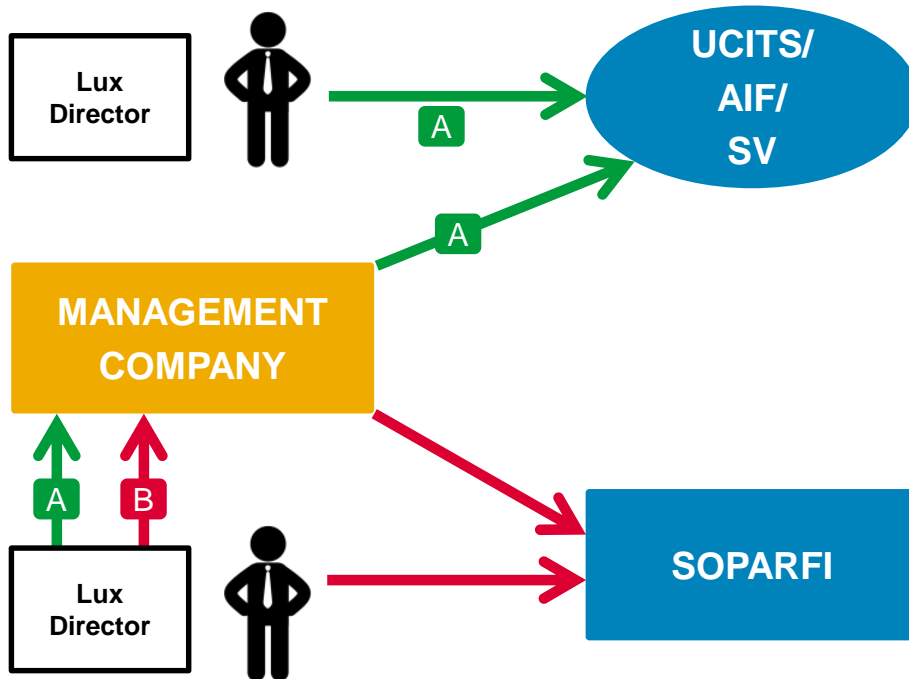 Lux
Director
A
UCITS/
AIF/
SV
A
MANAGEMENT
COMPANY
A
B
Lux
Director
SOPARFI